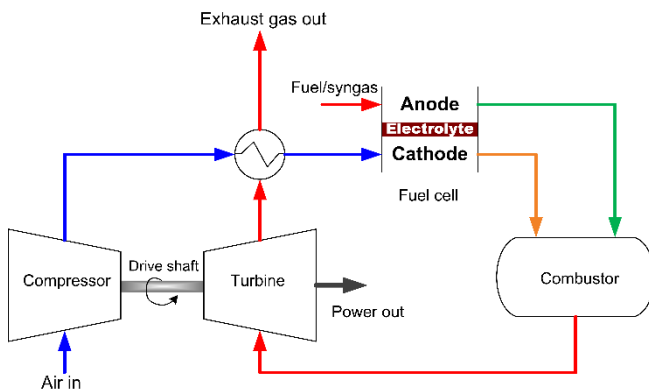 Exhaust gas out
Fuel/syngas
Anode
Electrolyte
Cathode
Fuel cell
Compressor
Drive shaft
Turbine
Combustor
Power out
Air in